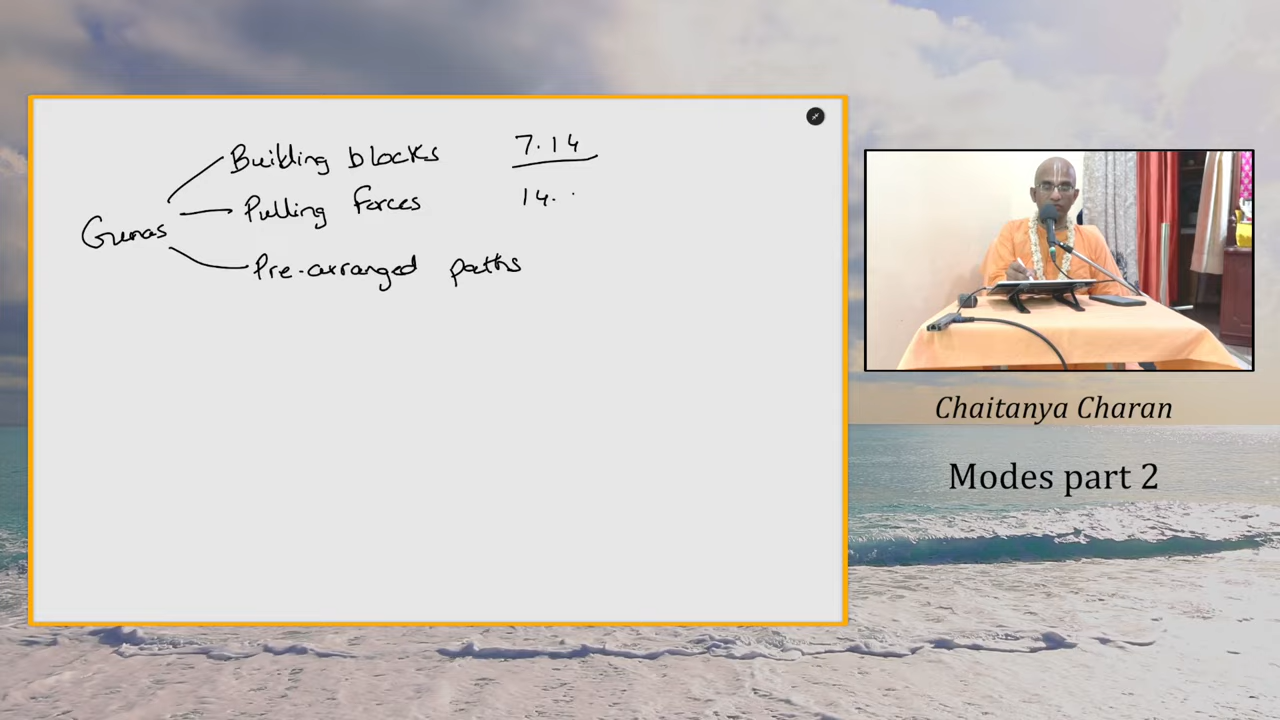 Building blocks 7.14
Pulling forces 14.
Gunas
Pre-arranged paths
Chaitanya Charan
Modes part 2